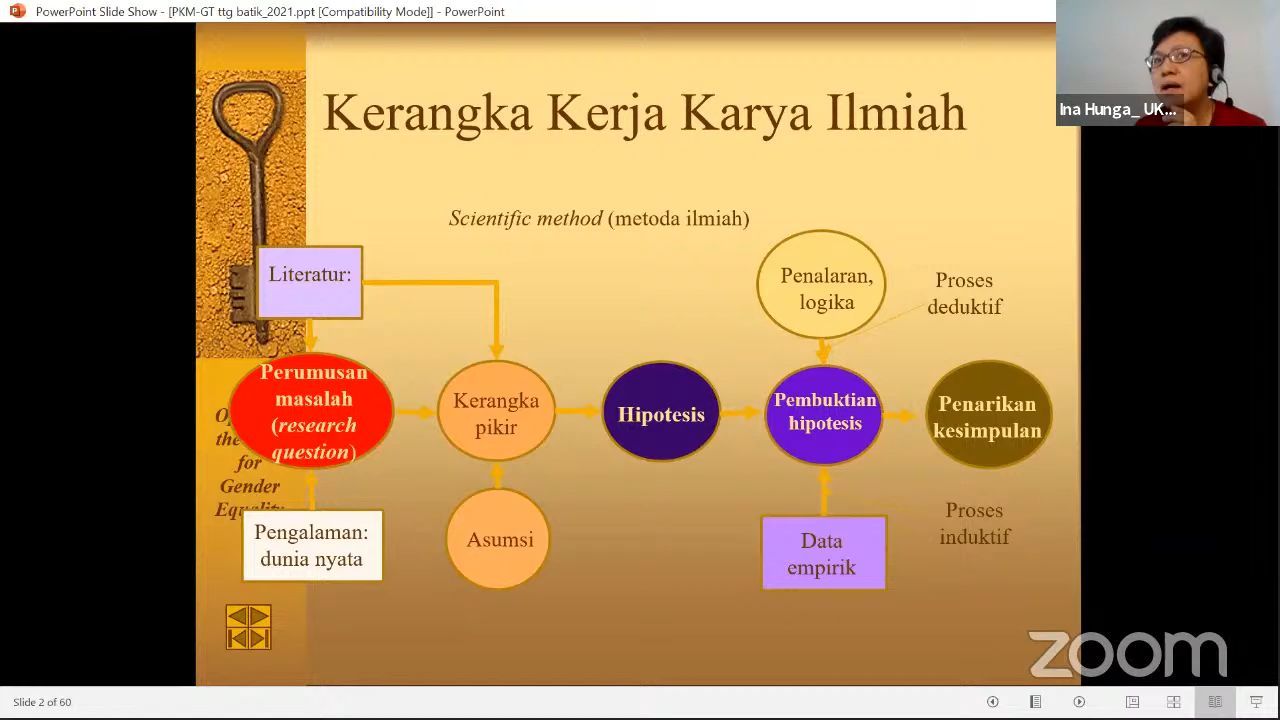 PowerPoint Slide Show - [PKM-GT ttg batik_2021.ppt [Compatibility Mode]] - PowerPoint
Ina Hunga_ UK...
Kerangka Kerja Karya Ilmiah
Scientific method (metoda ilmiah)
Literatur:
Penalaran,
logika
Proses
deduktif
Perumusan
masalah
(research
question)
Kerangka
pikir
Hipotesis
Pembuktian
hipotesis
Penarikan
kesimpulan
the
for
Gender
Pengalaman:
dunia nyata
Asumsi
Data
empirik
Proses
induktif
zoom
Slide 2 of 60